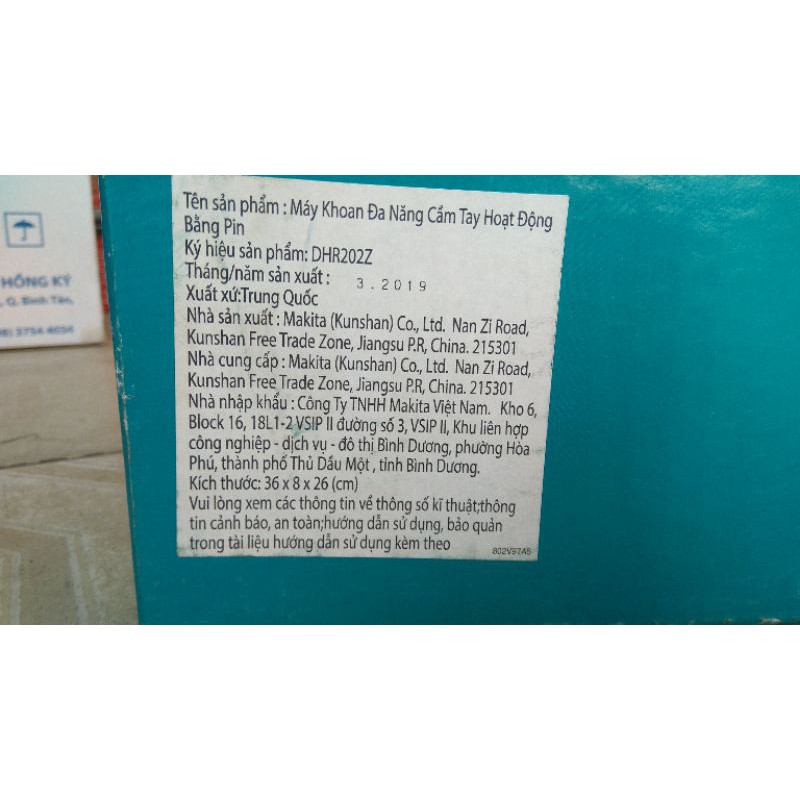 HỒNG KÝ
Q. Bình Tân,
3754 4034
Tên sản phẩm : Máy Khoan Đa Năng Cầm Tay Hoạt Động
Bằng Pin
Ký hiệu sản phẩm: DHR202Z
Tháng/năm sản xuất : 3.2019
Xuất xứ:Trung Quốc
Nhà sản xuất : Makita (Kunshan) Co., Ltd. Nan Zi Road,
Kunshan Free Trade Zone, Jiangsu P.R, China. 215301
Nhà cung cấp : Makita (Kunshan) Co., Ltd. Nan Zi Road,
Kunshan Free Trade Zone, Jiangsu P.R, China. 215301
Nhà nhập khẩu : Công Ty TNHH Makita Việt Nam. Kho 6,
Block 16, 18L1-2 VSIP II đường số 3, VSIP II, Khu liên hợp
công nghiệp - dịch vụ - đô thị Bình Dương, phường Hòa
Phú, thành phố Thủ Dầu Một , tỉnh Bình Dương.
Kích thước: 36 x 8 x 26 (cm)
Vui lòng xem các thông tin về thông số kĩ thuật;thông
tin cảnh báo, an toàn;hướng dẫn sử dụng, bảo quản
trong tài liệu hướng dẫn sử dụng kèm theo
802V97A5